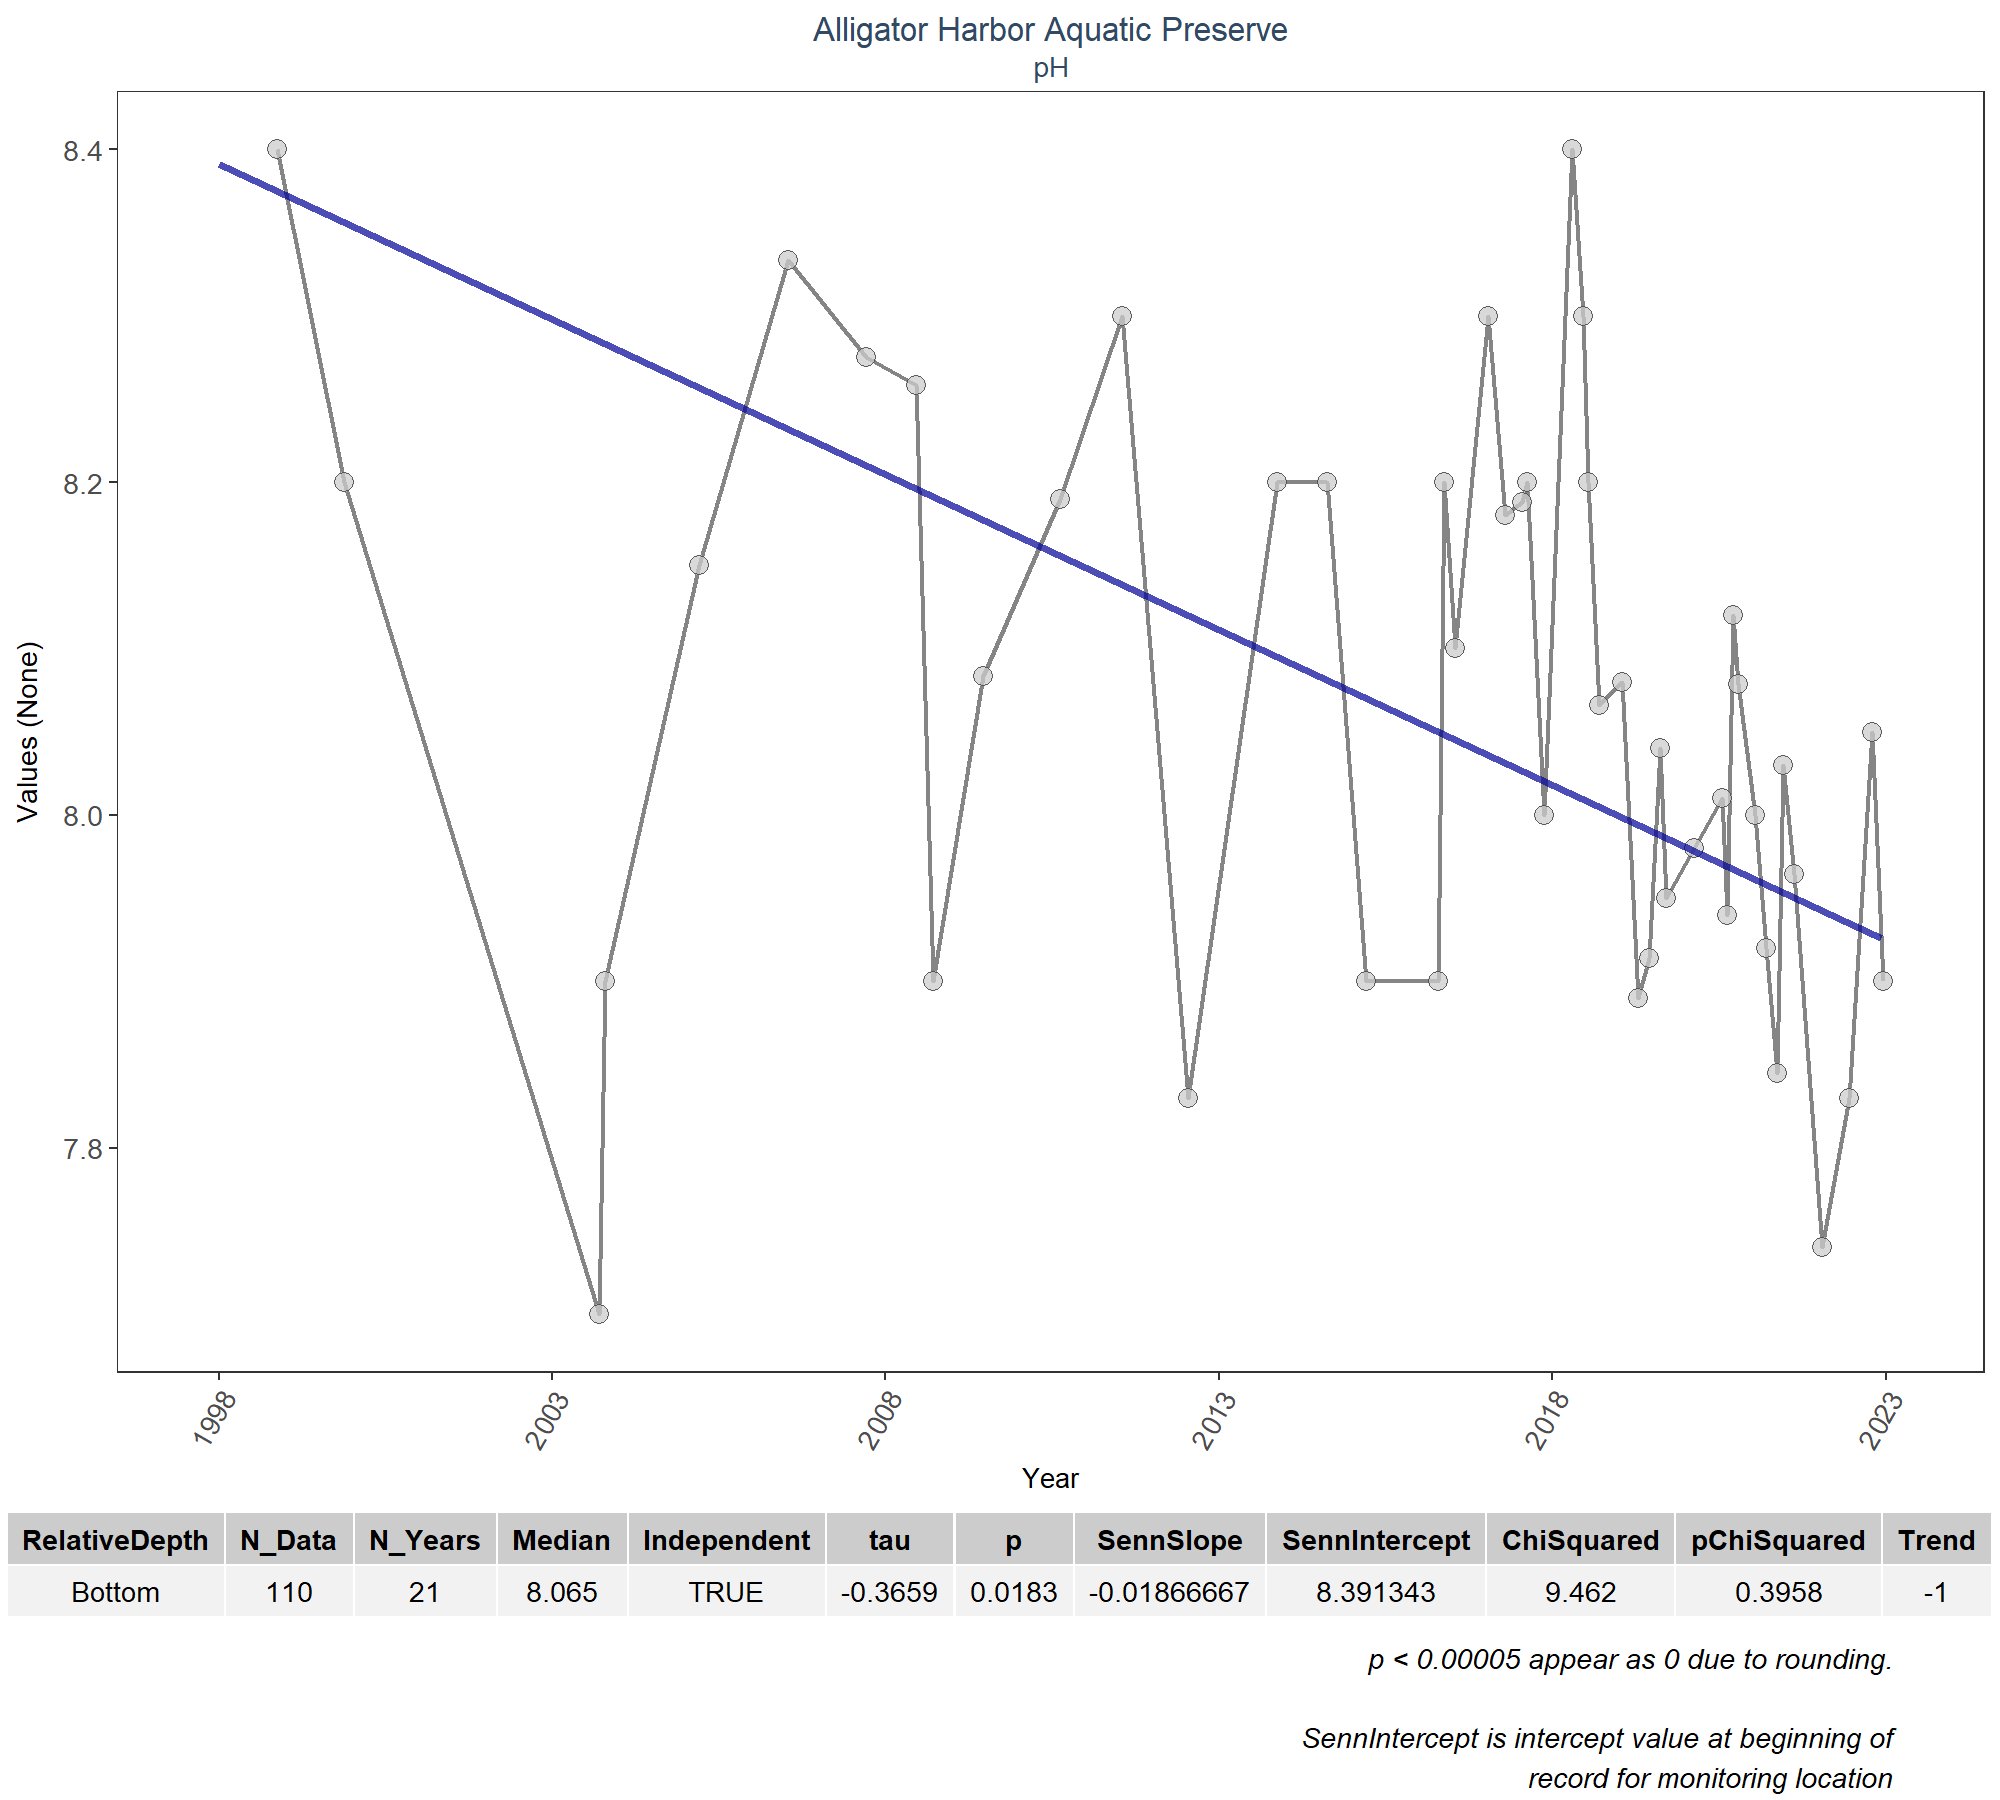 Alligator Harbor Aquatic Preserve
pH
Values (None)
8.4
8.2
8.0
7.8
1998 2003 2008 2013 2018 2023
Year
RelativeDepth N_Data N_Years Median Independent tau p SennSlope SennIntercept ChiSquared pChiSquared Trend
Bottom 110 21 8.065 TRUE -0.3659 0.0183 -0.01866667 8.391343 9.462 0.3958 -1
p < 0.00005 appear as 0 due to rounding.
SennIntercept is intercept value at beginning of
record for monitoring location